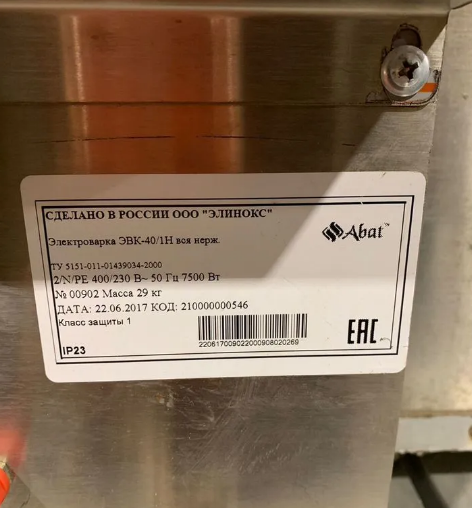 СДЕЛАНО В РОССИИ ООО "ЭЛИНОКС"
Abat™
Электроварка ЭВК-40/1Н вся нерж.
ТУ 5151-011-01439034-2000
2/N/PE 400/230 В~ 50 Гц 7500 Вт
№ 00902 Масса 29 кг
ДАТА: 22.06.2017 КОД: 210000000546
Класс защиты 1
220617009022000908020269
EAC
IP23